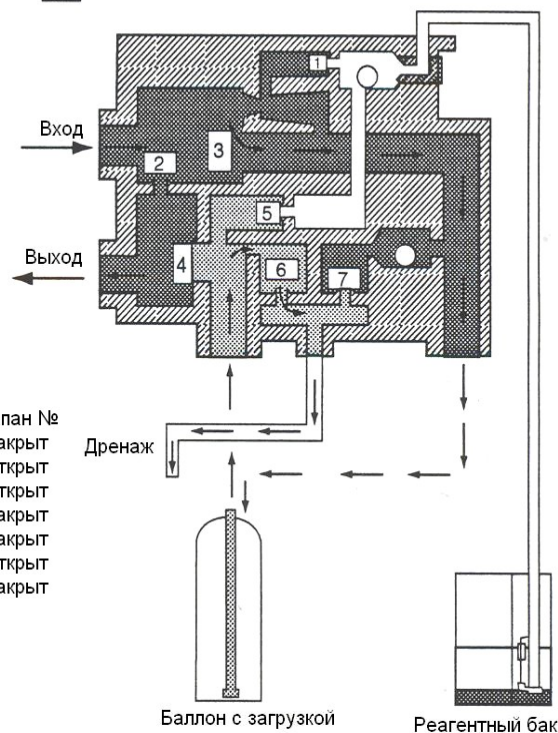 1
Вход
2
3
5
Выход
4
6
7
пан №
акрыт
ткрыт
ткрыт
акрыт
акрыт
ткрыт
акрыт
Дренаж
Баллон с загрузкой
Реагентный бак